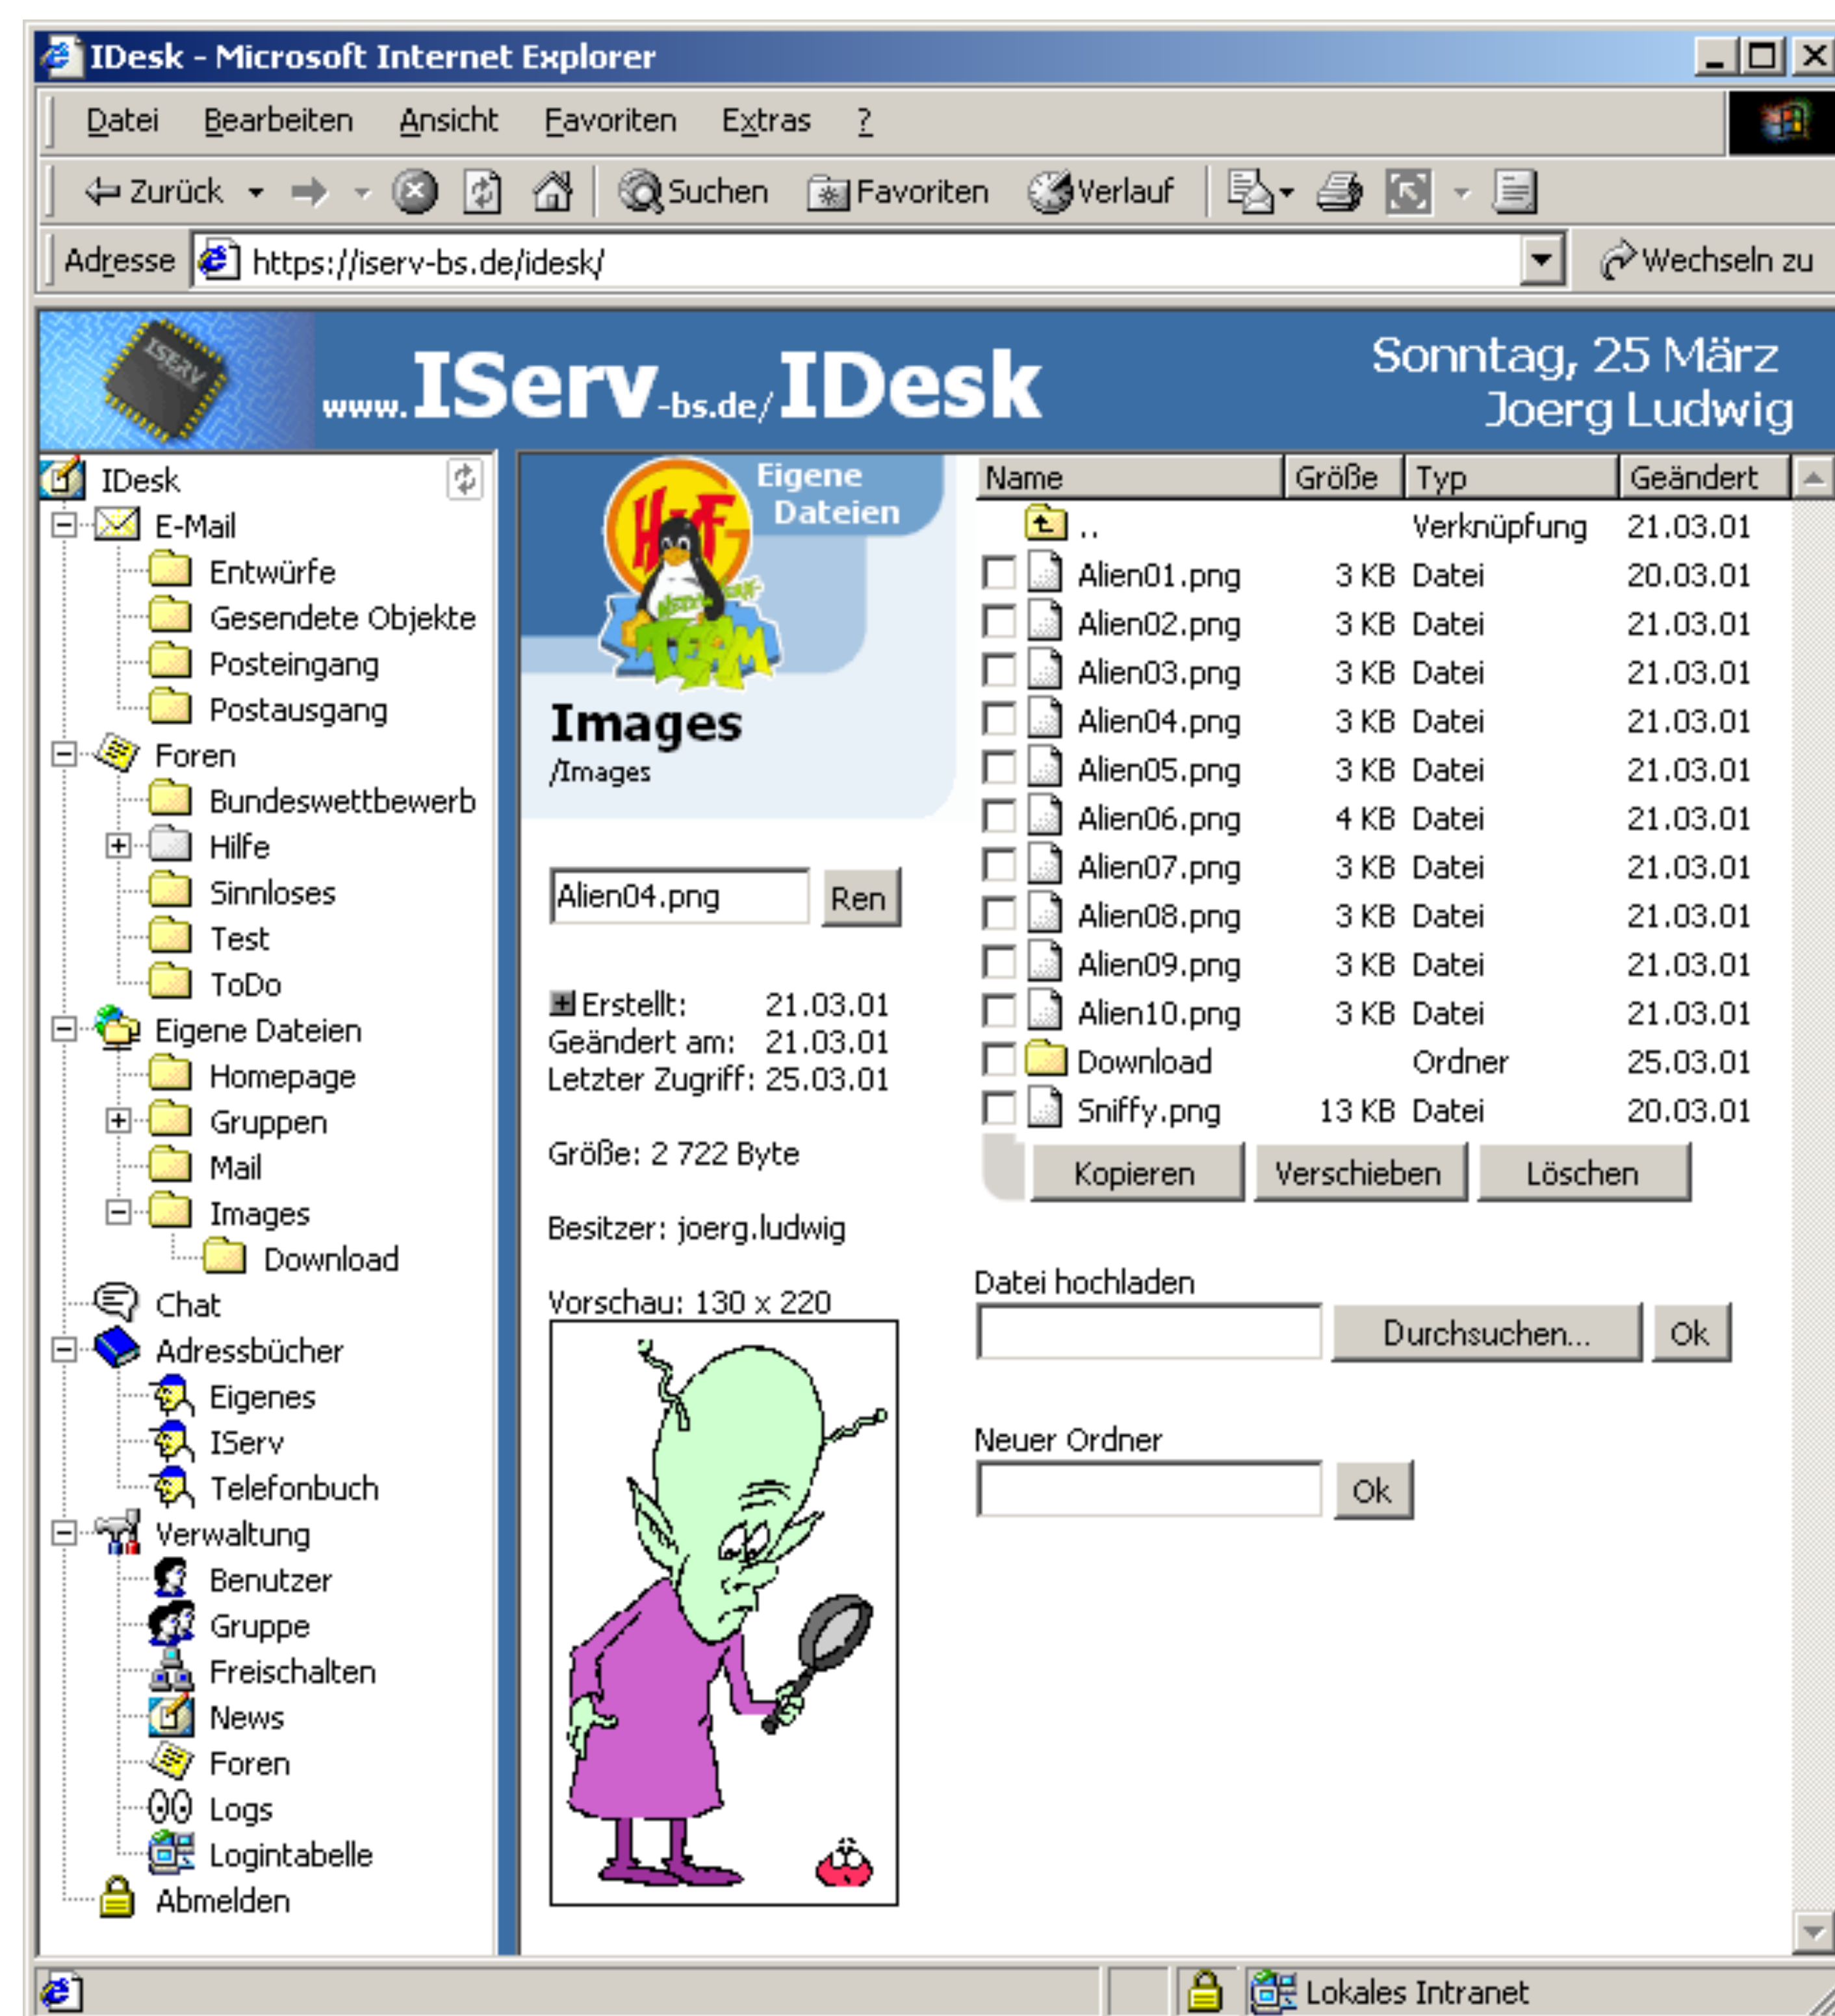 IDesk - Microsoft Internet Explorer
Datei Bearbeiten Ansicht Favoriten Extras ?
Zurück Suchen Favoriten Verlauf
Adresse https://iserv-bs.de/idesk/ Wechseln zu
ISERV
www.IServ-bs.de/IDesk
Sonntag, 25 März
Joerg Ludwig
IDesk
E-Mail
Entwürfe
Gesendete Objekte
Posteingang
Postausgang
Foren
Bundeswettbewerb
Hilfe
Sinnloses
Test
ToDo
Eigene Dateien
Homepage
Gruppen
Mail
Images
Download
Chat
Adressbücher
Eigenes
IServ
Telefonbuch
Verwaltung
Benutzer
Gruppe
Freischalten
News
Foren
Logs
Logintabelle
Abmelden
Eigene
Dateien
TEAM
Images
/Images
Alien04.png Ren
Erstellt: 21.03.01
Geändert am: 21.03.01
Letzter Zugriff: 25.03.01
Größe: 2 722 Byte
Besitzer: joerg.ludwig
Vorschau: 130 x 220
Name Größe Typ Geändert
.. Verknüpfung 21.03.01
Alien01.png 3 KB Datei 20.03.01
Alien02.png 3 KB Datei 21.03.01
Alien03.png 3 KB Datei 21.03.01
Alien04.png 3 KB Datei 21.03.01
Alien05.png 3 KB Datei 21.03.01
Alien06.png 4 KB Datei 21.03.01
Alien07.png 3 KB Datei 21.03.01
Alien08.png 3 KB Datei 21.03.01
Alien09.png 3 KB Datei 21.03.01
Alien10.png 3 KB Datei 21.03.01
Download Ordner 25.03.01
Sniffy.png 13 KB Datei 20.03.01
Kopieren Verschieben Löschen
Datei hochladen
Durchsuchen... Ok
Neuer Ordner
Ok
Lokales Intranet